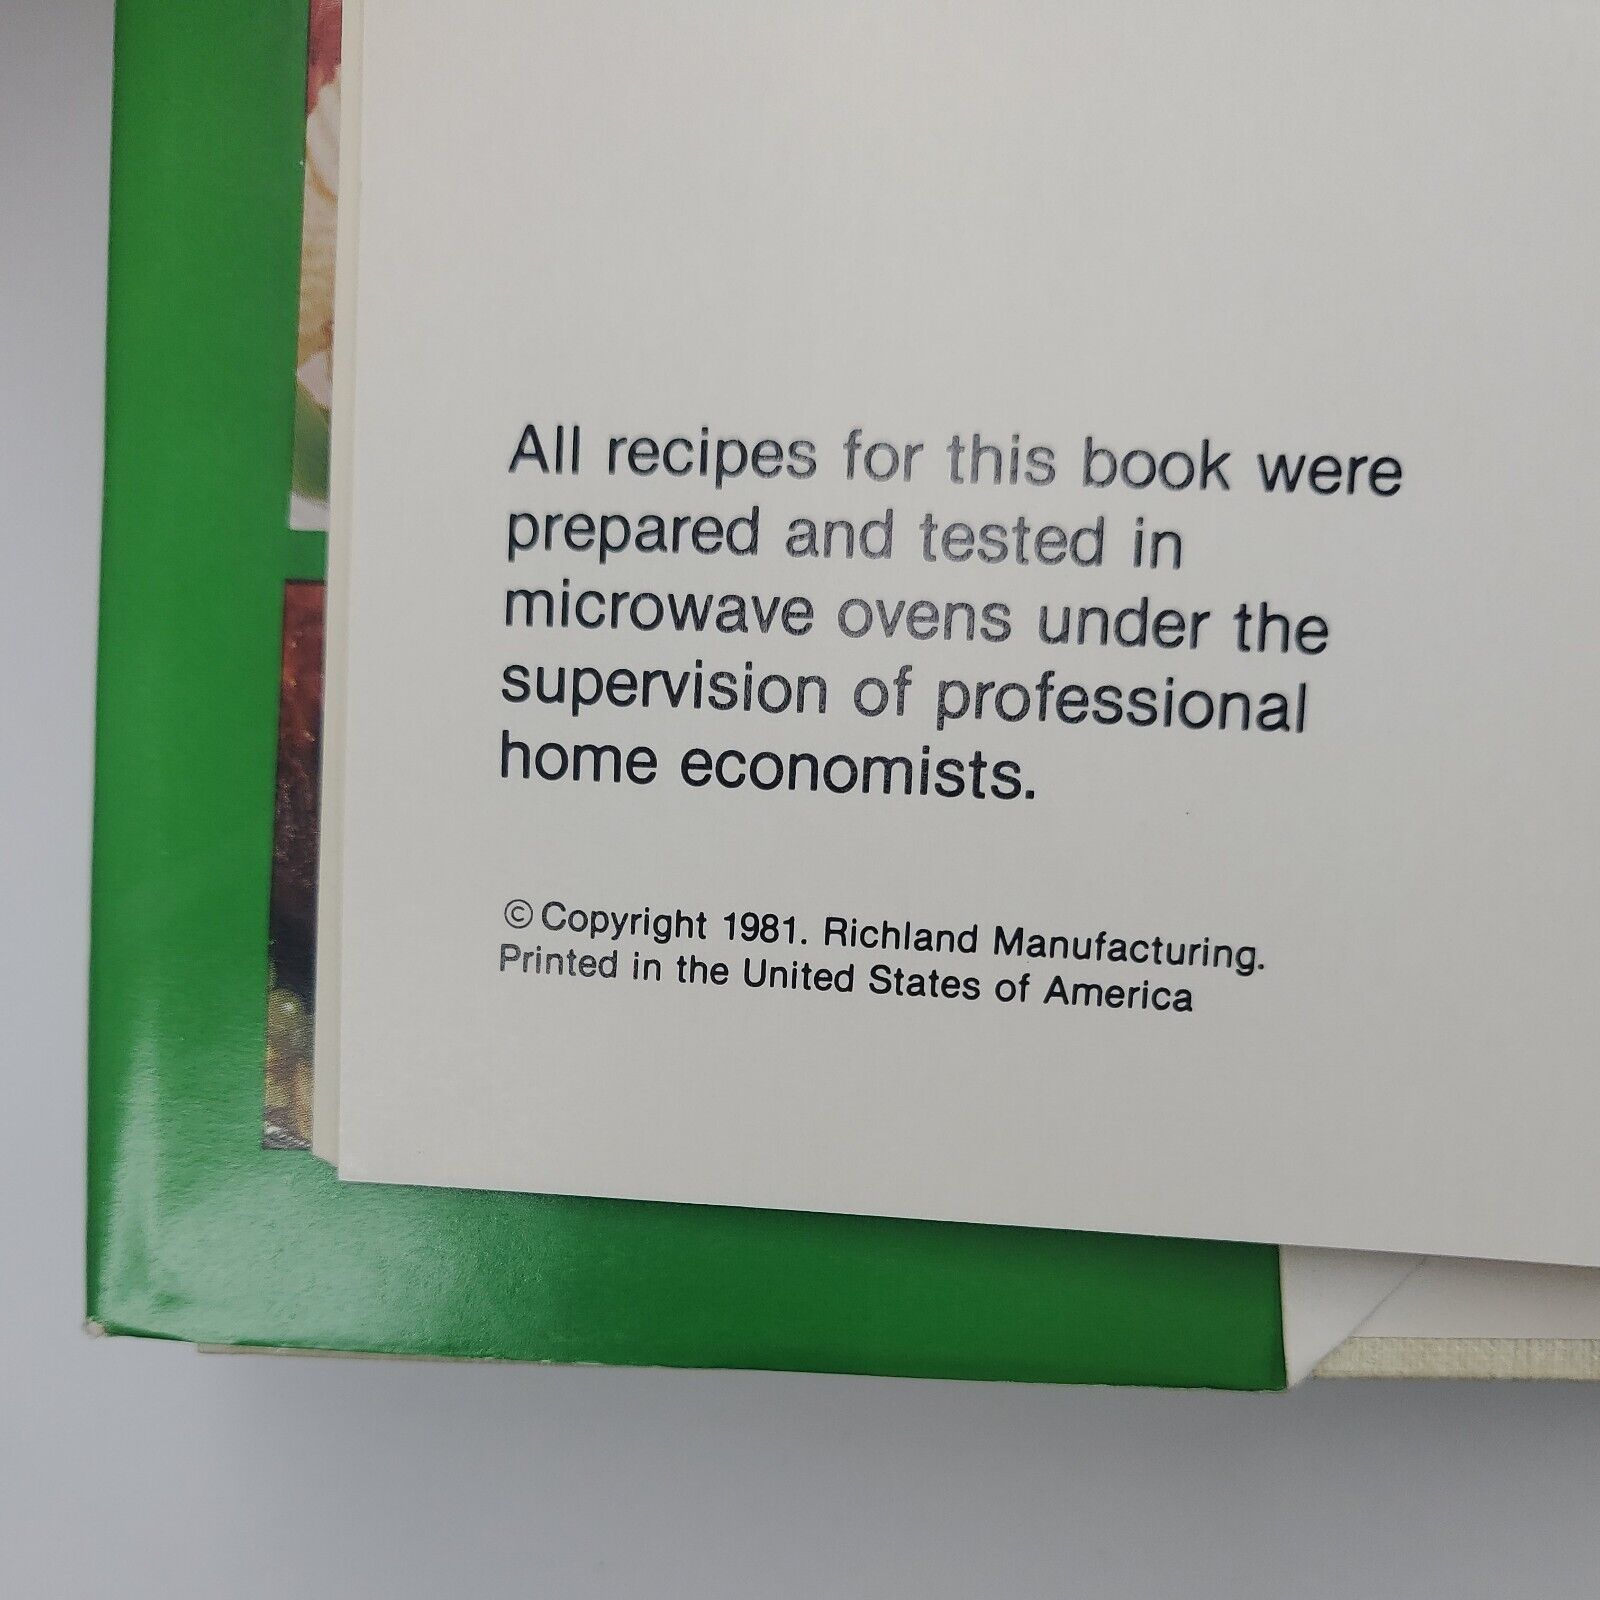 All recipes for this book were
prepared and tested in
microwave ovens under the
supervision of professional
home economists.
© Copyright 1981. Richland Manufacturing.
Printed in the United States of America